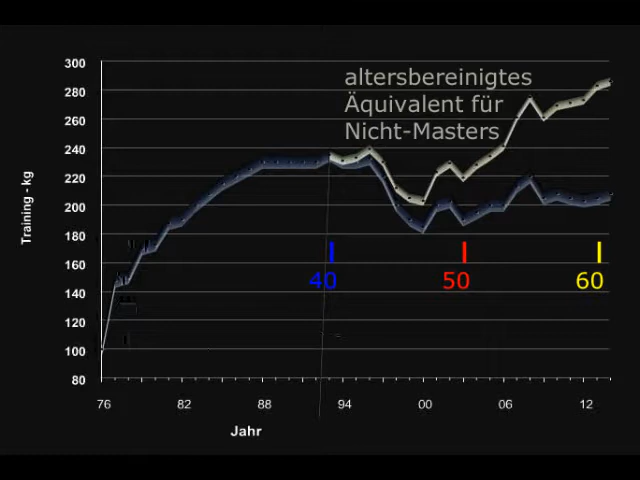 300
280
260
240
220
200
180
160
140
120
100
80
Training - kg
altersbereinigtes
Äquivalent für
Nicht-Masters
40
50
60
76 82 88 94 00 06 12
Jahr